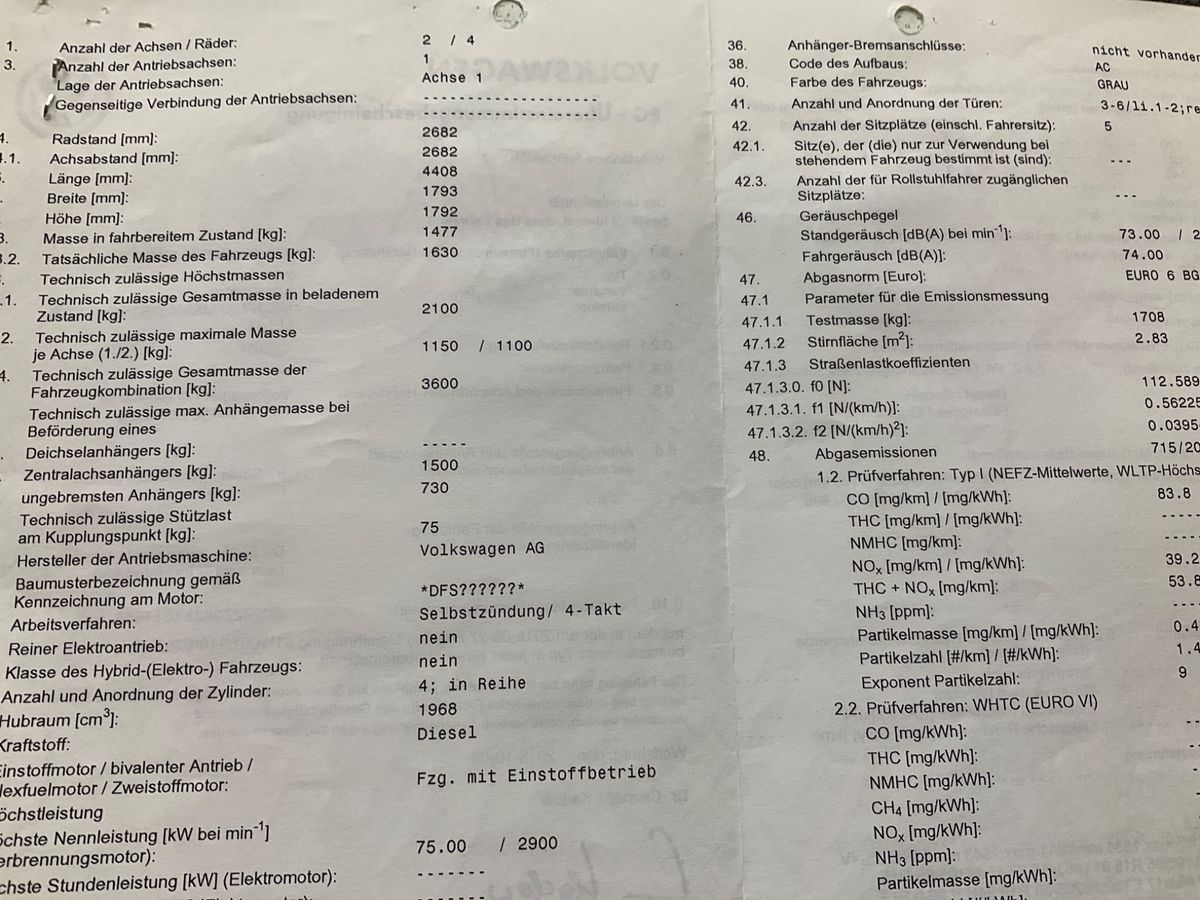 1. Anzahl der Achsen / Räder: 2 / 4
3. Anzahl der Antriebsachsen: 1
Lage der Antriebsachsen: Achse 1
Gegenseitige Verbindung der Antriebsachsen: --------------------
--------------------
4. Radstand [mm]: 2682
4.1. Achsabstand [mm]: 2682
Länge [mm]: 4408
Breite [mm]: 1793
Höhe [mm]: 1792
3. Masse in fahrbereitem Zustand [kg]: 1477
3.2. Tatsächliche Masse des Fahrzeugs [kg]: 1630
Technisch zulässige Höchstmassen
.1. Technisch zulässige Gesamtmasse in beladenem
Zustand [kg]: 2100
2. Technisch zulässige maximale Masse
je Achse (1./2.) [kg]: 1150 / 1100
4. Technisch zulässige Gesamtmasse der
Fahrzeugkombination [kg]: 3600
Technisch zulässige max. Anhängemasse bei
Beförderung eines
Deichselanhängers [kg]: -----
Zentralachsanhängers [kg]: 1500
ungebremsten Anhängers [kg]: 730
Technisch zulässige Stützlast
am Kupplungspunkt [kg]: 75
Hersteller der Antriebsmaschine: Volkswagen AG
Baumusterbezeichnung gemäß
Kennzeichnung am Motor: *DFS??????*
Arbeitsverfahren: Selbstzündung/ 4-Takt
Reiner Elektroantrieb: nein
Klasse des Hybrid-(Elektro-) Fahrzeugs: nein
Anzahl und Anordnung der Zylinder: 4; in Reihe
Hubraum [cm³]: 1968
Kraftstoff: Diesel
Einstoffmotor / bivalenter Antrieb /
lexfuelmotor / Zweistoffmotor: Fzg. mit Einstoffbetrieb
öchstleistung
öchste Nennleistung [kW bei min⁻¹]
erbrennungsmotor): 75.00 / 2900
chste Stundenleistung [kW] (Elektromotor): -------
36. Anhänger-Bremsanschlüsse: nicht vorhanden
38. Code des Aufbaus: AC
40. Farbe des Fahrzeugs: GRAU
41. Anzahl und Anordnung der Türen: 3-6/li.1-2;re
42. Anzahl der Sitzplätze (einschl. Fahrersitz): 5
42.1. Sitz(e), der (die) nur zur Verwendung bei
stehendem Fahrzeug bestimmt ist (sind): ---
42.3. Anzahl der für Rollstuhlfahrer zugänglichen
Sitzplätze: ---
46. Geräuschpegel
Standgeräusch [dB(A) bei min⁻¹]: 73.00 / 2
Fahrgeräusch [dB(A)]: 74.00
47. Abgasnorm [Euro]: EURO 6 BG
47.1 Parameter für die Emissionsmessung
47.1.1 Testmasse [kg]: 1708
47.1.2 Stirnfläche [m²]: 2.83
47.1.3 Straßenlastkoeffizienten
47.1.3.0. f0 [N]: 112.589
47.1.3.1. f1 [N/(km/h)]: 0.56225
47.1.3.2. f2 [N/(km/h)²]: 0.0395
48. Abgasemissionen 715/20
1.2. Prüfverfahren: Typ I (NEFZ-Mittelwerte, WLTP-Höchs
CO [mg/km] / [mg/kWh]: 83.8
THC [mg/km] / [mg/kWh]: -----
NMHC [mg/km]: ----
NOx [mg/km] / [mg/kWh]: 39.2
THC + NOx [mg/km]: 53.8
NH3 [ppm]: ----
Partikelmasse [mg/km] / [mg/kWh]: 0.4
Partikelzahl [#/km] / [#/kWh]: 1.4
Exponent Partikelzahl: 9
2.2. Prüfverfahren: WHTC (EURO VI)
CO [mg/kWh]: --
THC [mg/kWh]:
NMHC [mg/kWh]:
CH4 [mg/kWh]:
NOx [mg/kWh]:
NH3 [ppm]:
Partikelmasse [mg/kWh]: